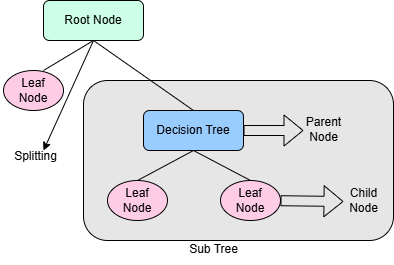 Root Node
Leaf
Node
Splitting
Decision Tree
Parent
Node
Leaf
Node
Leaf
Node
Child
Node
Sub Tree